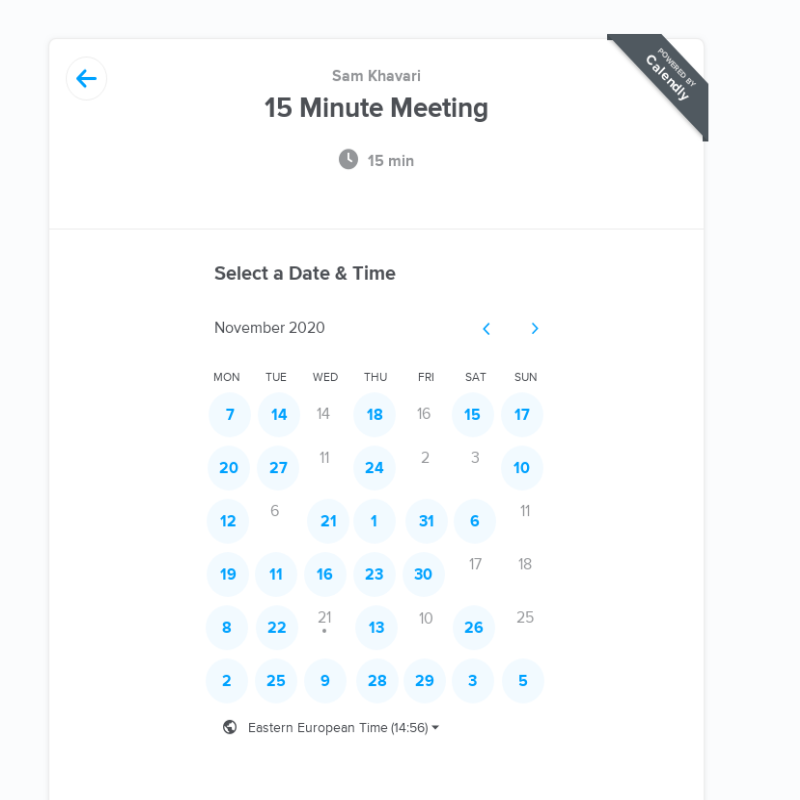 POWERED BY
Calendly
Sam Khavari
15 Minute Meeting
15 min
Select a Date & Time
November 2020
MON TUE WED THU FRI SAT SUN
7 14 14 18 16 15 17
20 27 11 24 2 3 10
12 6 21 1 31 6 11
19 11 16 23 30 17 18
8 22 21 13 10 26 25
2 25 9 28 29 3 5
Eastern European Time (14:56)